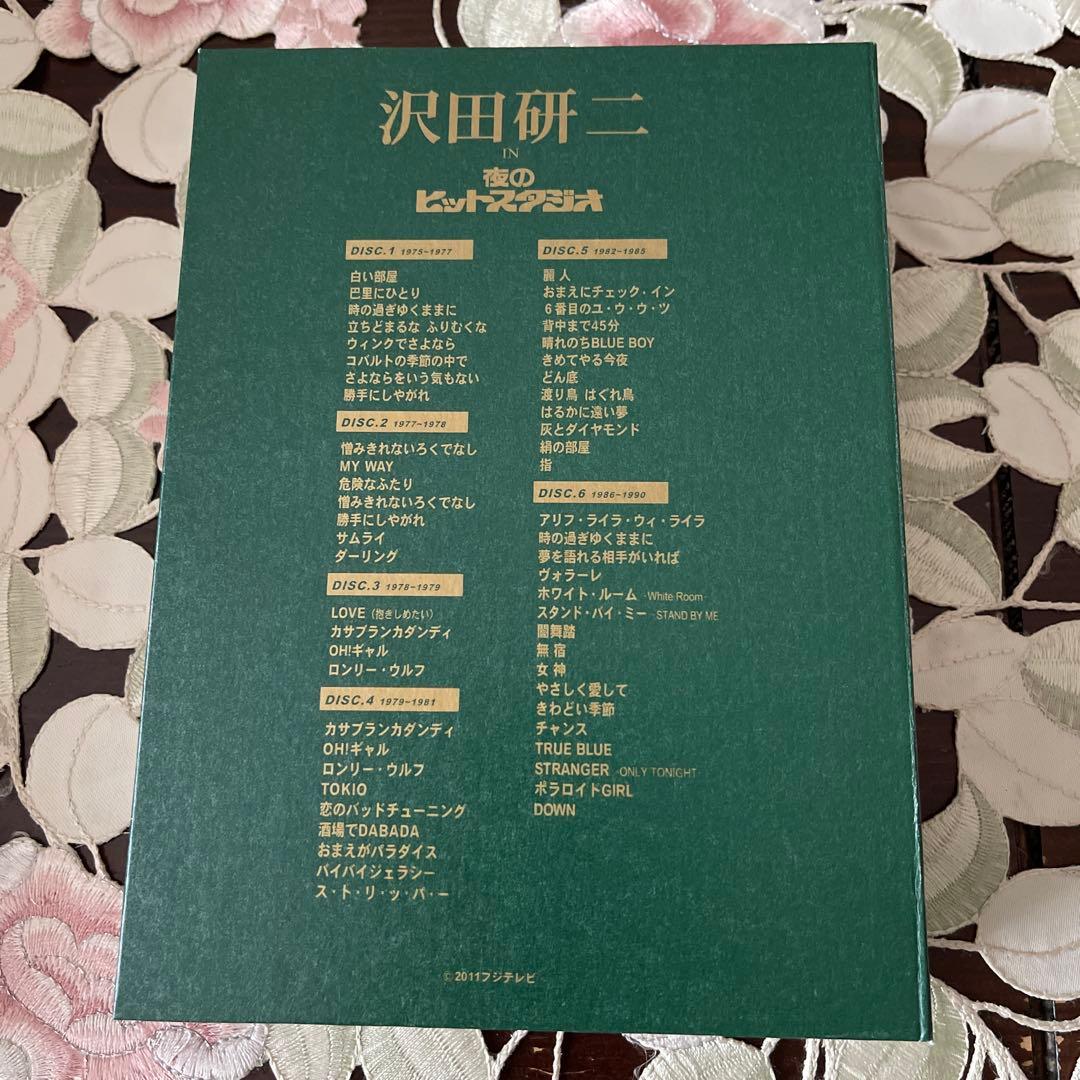 沢田研二
IN
夜の
ヒットスタジオ
DISC.1 1975-1977
白い部屋
巴里にひとり
時の過ぎゆくままに
立ちどまるな ふりむくな
ウィンクでさよなら
コバルトの季節の中で
さよならをいう気もない
勝手にしやがれ
DISC.2 1977-1978
憎みきれないろくでなし
MY WAY
危険なふたり
憎みきれないろくでなし
勝手にしやがれ
サムライ
ダーリング
DISC.3 1978-1979
LOVE（抱きしめたい）
カサブランカダンディ
OH!ギャル
ロンリー・ウルフ
DISC.4 1979-1981
カサブランカダンディ
OH!ギャル
ロンリー・ウルフ
TOKIO
恋のバッドチューニング
酒場でDABADA
おまえがパラダイス
バイバイジェラシー
ス・ト・リ・ッ・パ・ー
DISC.5 1982-1985
麗人
おまえにチェック・イン
6番目のユ・ウ・ウ・ツ
背中まで45分
晴れのちBLUE BOY
きめてやる今夜
どん底
渡り鳥 はぐれ鳥
はるかに遠い夢
灰とダイヤモンド
絹の部屋
指
DISC.6 1986-1990
アリフ・ライラ・ウィ・ライラ
時の過ぎゆくままに
夢を語れる相手がいれば
ヴォラーレ
ホワイト・ルーム -White Room-
スタンド・バイ・ミー -STAND BY ME
闇舞踏
無宿
女神
やさしく愛して
きわどい季節
チャンス
TRUE BLUE
STRANGER -ONLY TONIGHT
ポラロイドGIRL
DOWN
©2011フジテレビ